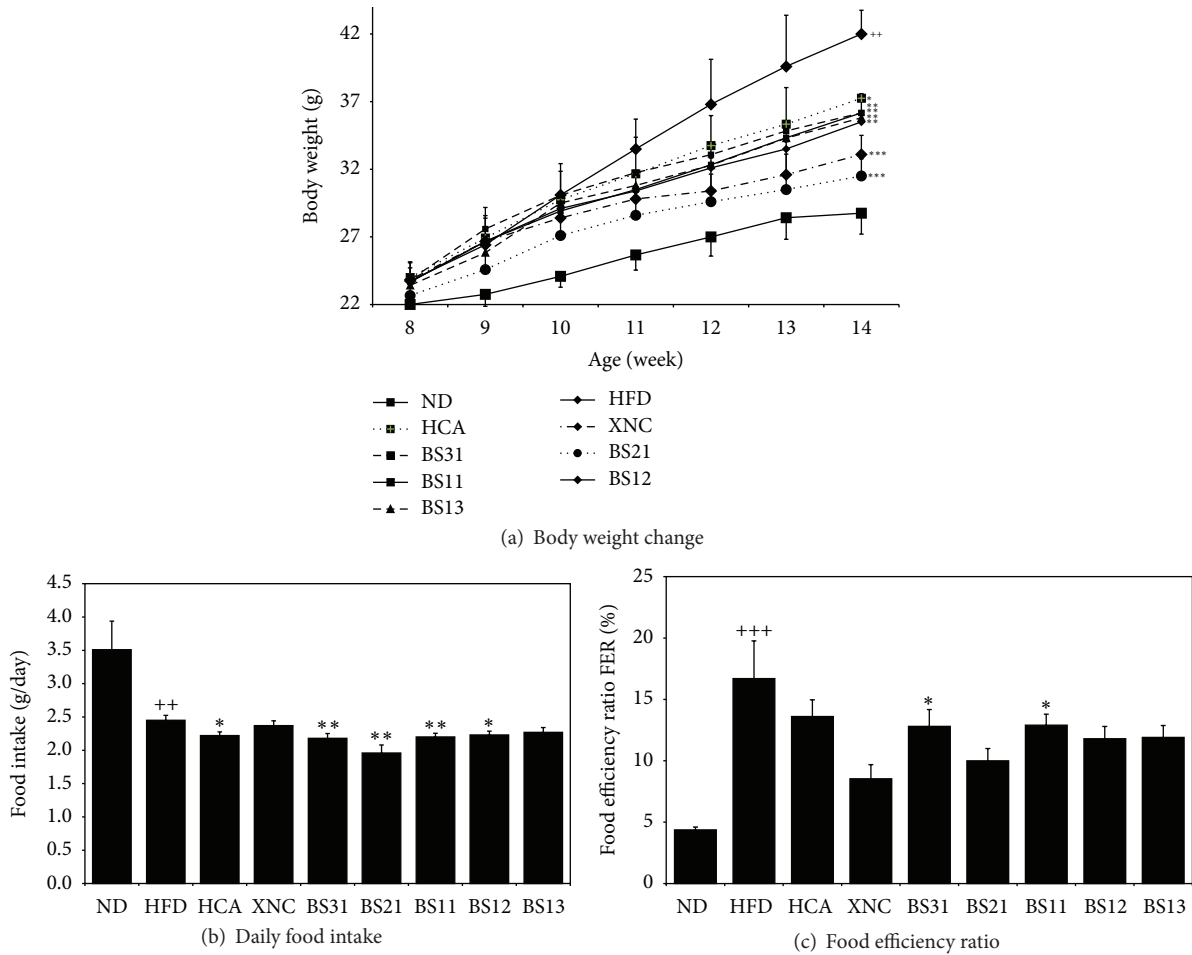 42
37
32
27
22
Body weight (g)
++
*
**
**
**
**
***
***
8 9 10 11 12 13 14
Age (week)
ND HFD
HCA XNC
BS31 BS21
BS11 BS12
BS13
(a) Body weight change
4.5
4.0
3.5
3.0
2.5
2.0
1.5
1.0
0.5
0.0
Food intake (g/day)
++ * ** ** ** *
ND HFD HCA XNC BS31 BS21 BS11 BS12 BS13
(b) Daily food intake
25
20
15
10
5
0
Food efficiency ratio FER (%)
+++ * *
ND HFD HCA XNC BS31 BS21 BS11 BS12 BS13
(c) Food efficiency ratio